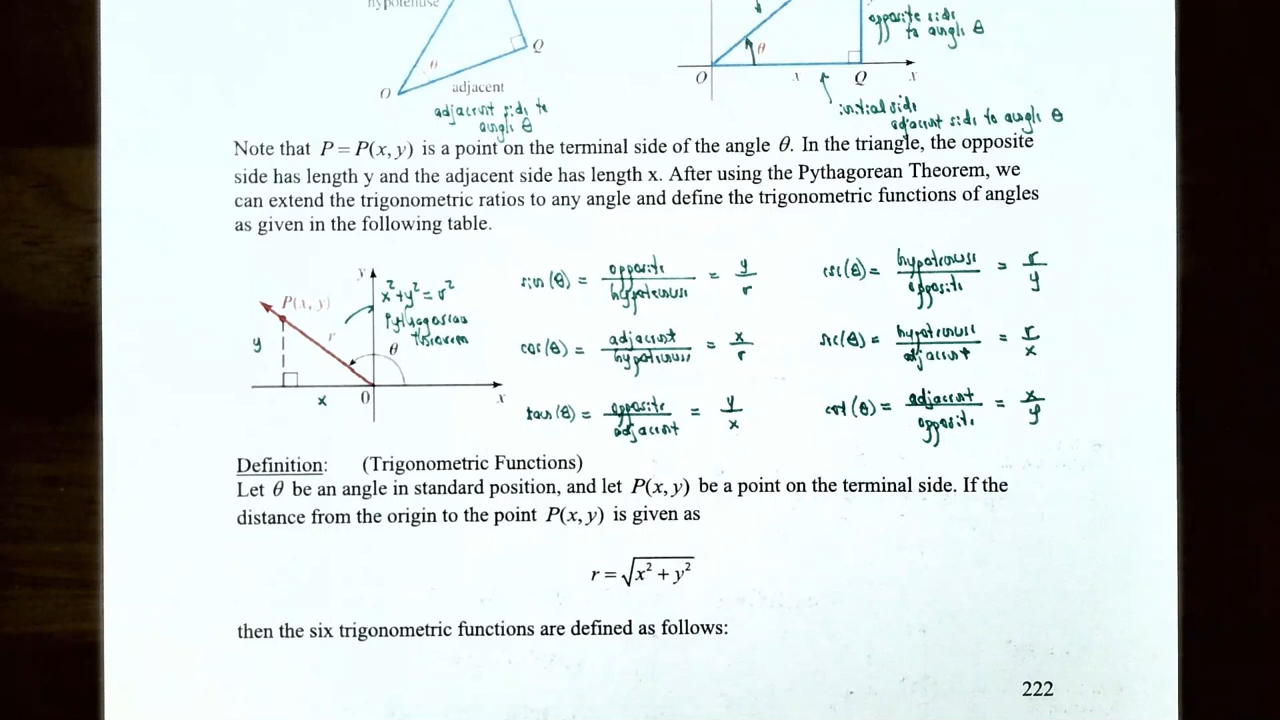 hypotenuse
Q
θ
O
adjacent
adjacent side to
angle θ
opposite side
to angle θ
θ
O
x
Q
x
initial side
adjacent side to angle θ
Note that P = P(x, y) is a point on the terminal side of the angle θ. In the triangle, the opposite
side has length y and the adjacent side has length x. After using the Pythagorean Theorem, we
can extend the trigonometric ratios to any angle and define the trigonometric functions of angles
as given in the following table.
y
x²+y² = r²
Pythagorean
theorem
P(x, y)
y
r
θ
x
0
x
sin(θ) = opposite/hypotenuse = y/r
csc(θ) = hypotenuse/opposite = r/y
cos(θ) = adjacent/hypotenuse = x/r
sec(θ) = hypotenuse/adjacent = r/x
tan(θ) = opposite/adjacent = y/x
cot(θ) = adjacent/opposite = x/y
Definition: (Trigonometric Functions)
Let θ be an angle in standard position, and let P(x, y) be a point on the terminal side. If the
distance from the origin to the point P(x, y) is given as
r = √(x² + y²)
then the six trigonometric functions are defined as follows:
222